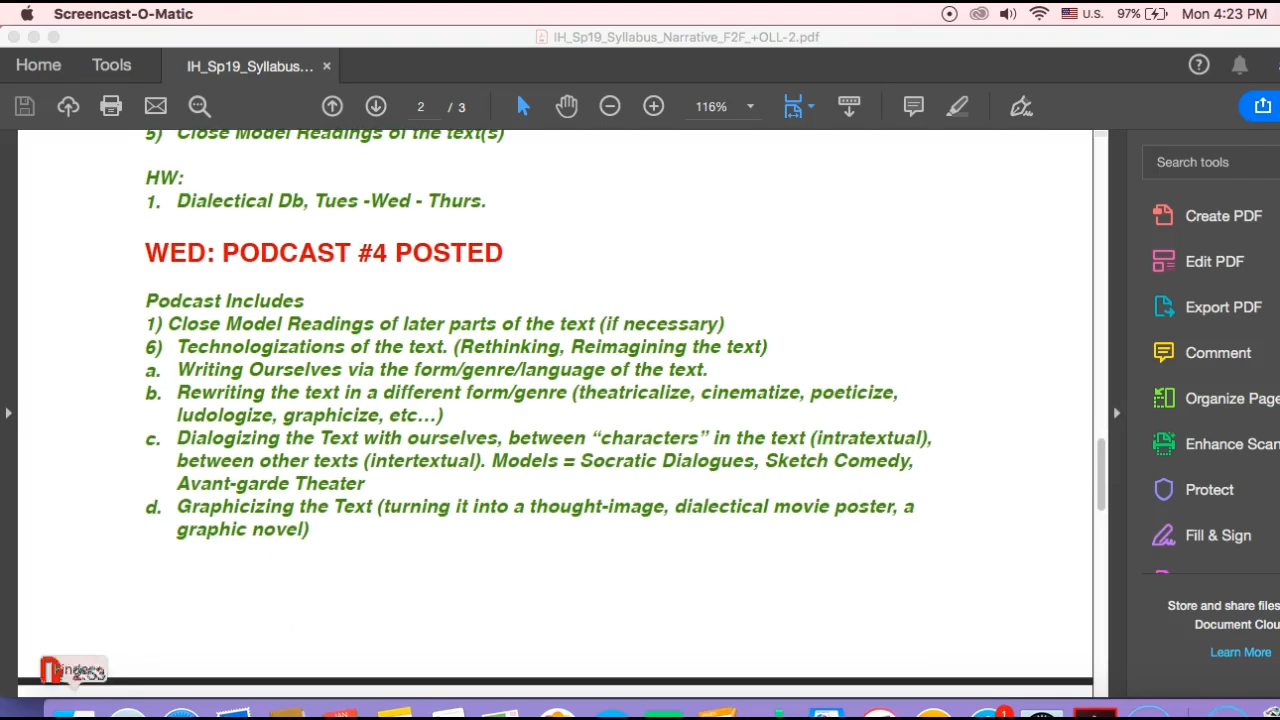 Screencast-O-Matic
U.S. 97% Mon 4:23 PM
IH_Sp19_Syllabus_Narrative_F2F_+OLL-2.pdf
Home Tools IH_Sp19_Syllabus... ×
2 / 3 116%
5) Close Model Readings of the text(s)
HW:
1. Dialectical Db, Tues -Wed - Thurs.
WED: PODCAST #4 POSTED
Podcast Includes
1) Close Model Readings of later parts of the text (if necessary)
6) Technologizations of the text. (Rethinking, Reimagining the text)
a. Writing Ourselves via the form/genre/language of the text.
b. Rewriting the text in a different form/genre (theatricalize, cinematize, poeticize,
ludologize, graphicize, etc…)
c. Dialogizing the Text with ourselves, between “characters” in the text (intratextual),
between other texts (intertextual). Models = Socratic Dialogues, Sketch Comedy,
Avant-garde Theater
d. Graphicizing the Text (turning it into a thought-image, dialectical movie poster, a
graphic novel)
Search tools
Create PDF
Edit PDF
Export PDF
Comment
Organize Page
Enhance Scan
Protect
Fill & Sign
Store and share files
Document Clou
Learn More
2:53
1